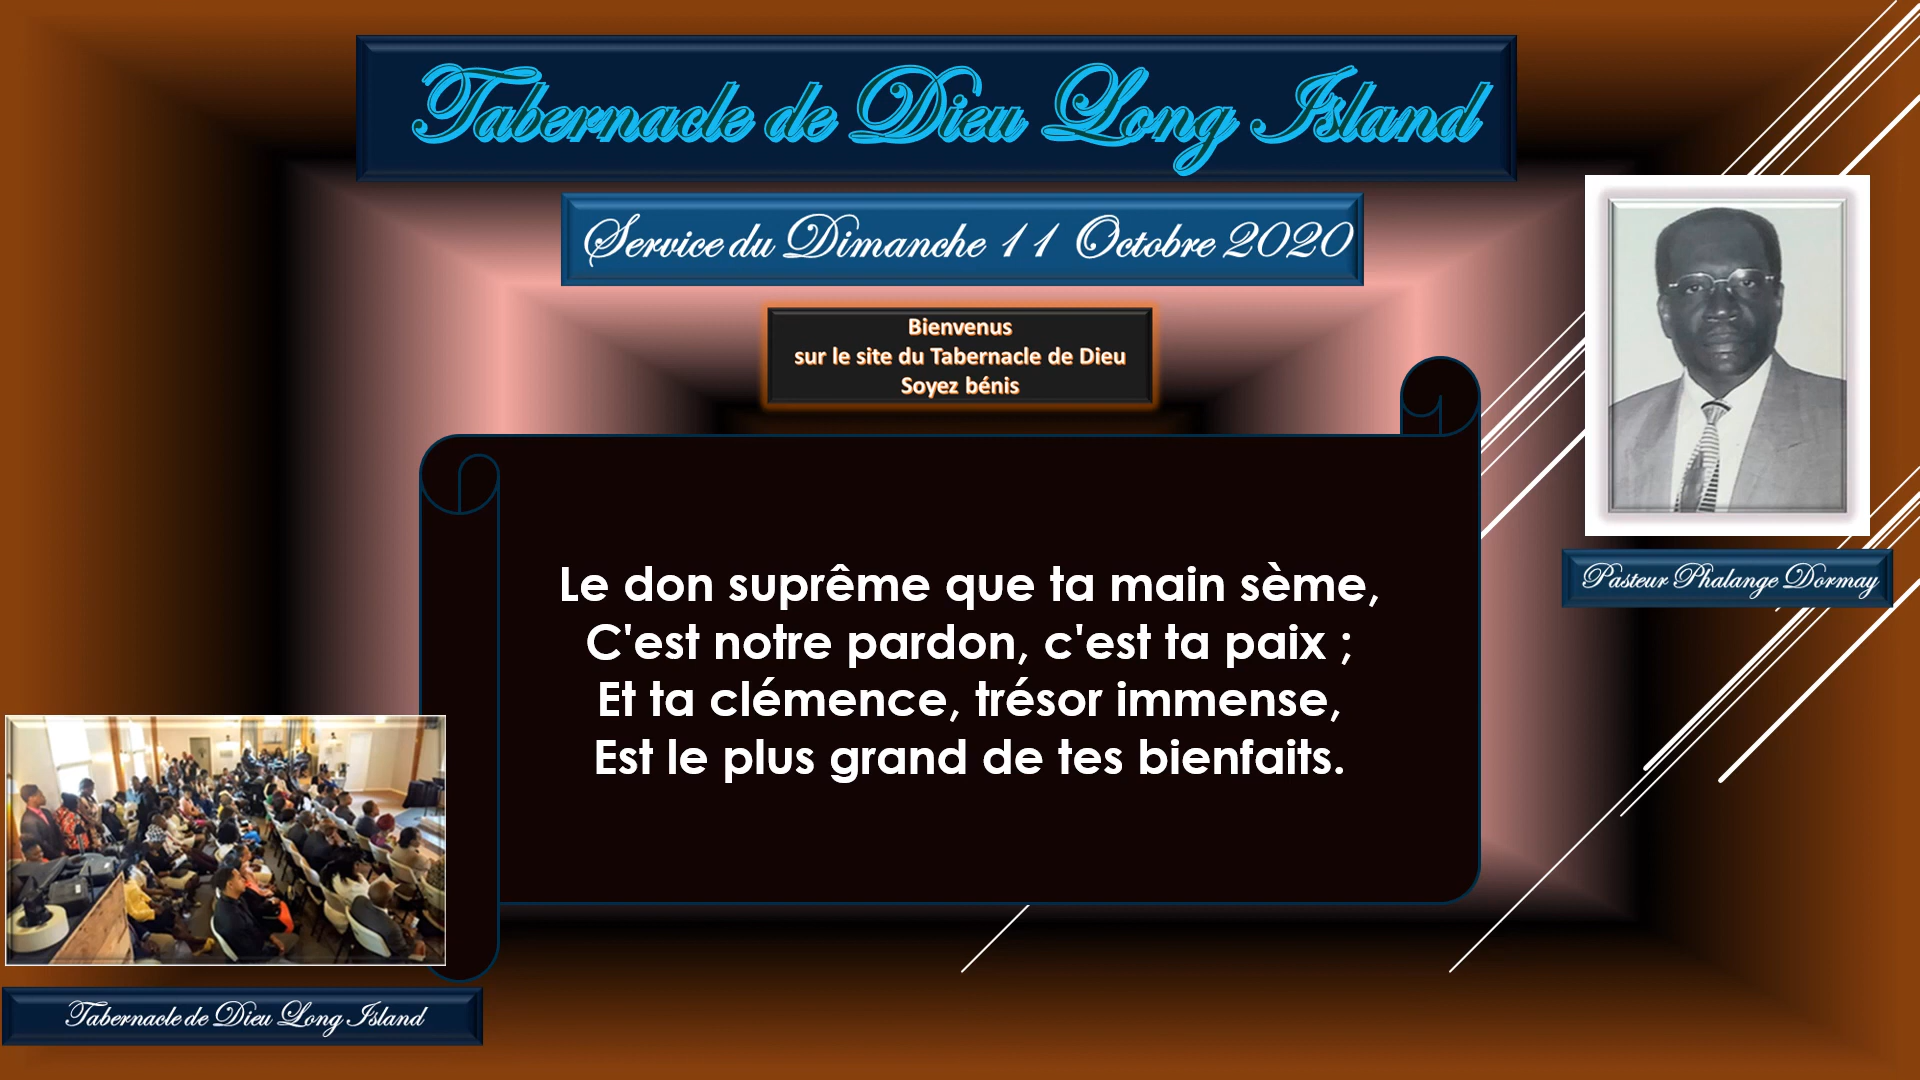 Tabernacle de Dieu Long Island
Service du Dimanche 11 Octobre 2020
Bienvenus
sur le site du Tabernacle de Dieu
Soyez bénis
Le don suprême que ta main sème,
C'est notre pardon, c'est ta paix ;
Et ta clémence, trésor immense,
Est le plus grand de tes bienfaits.
Pasteur Phalange Dormay
Tabernacle de Dieu Long Island